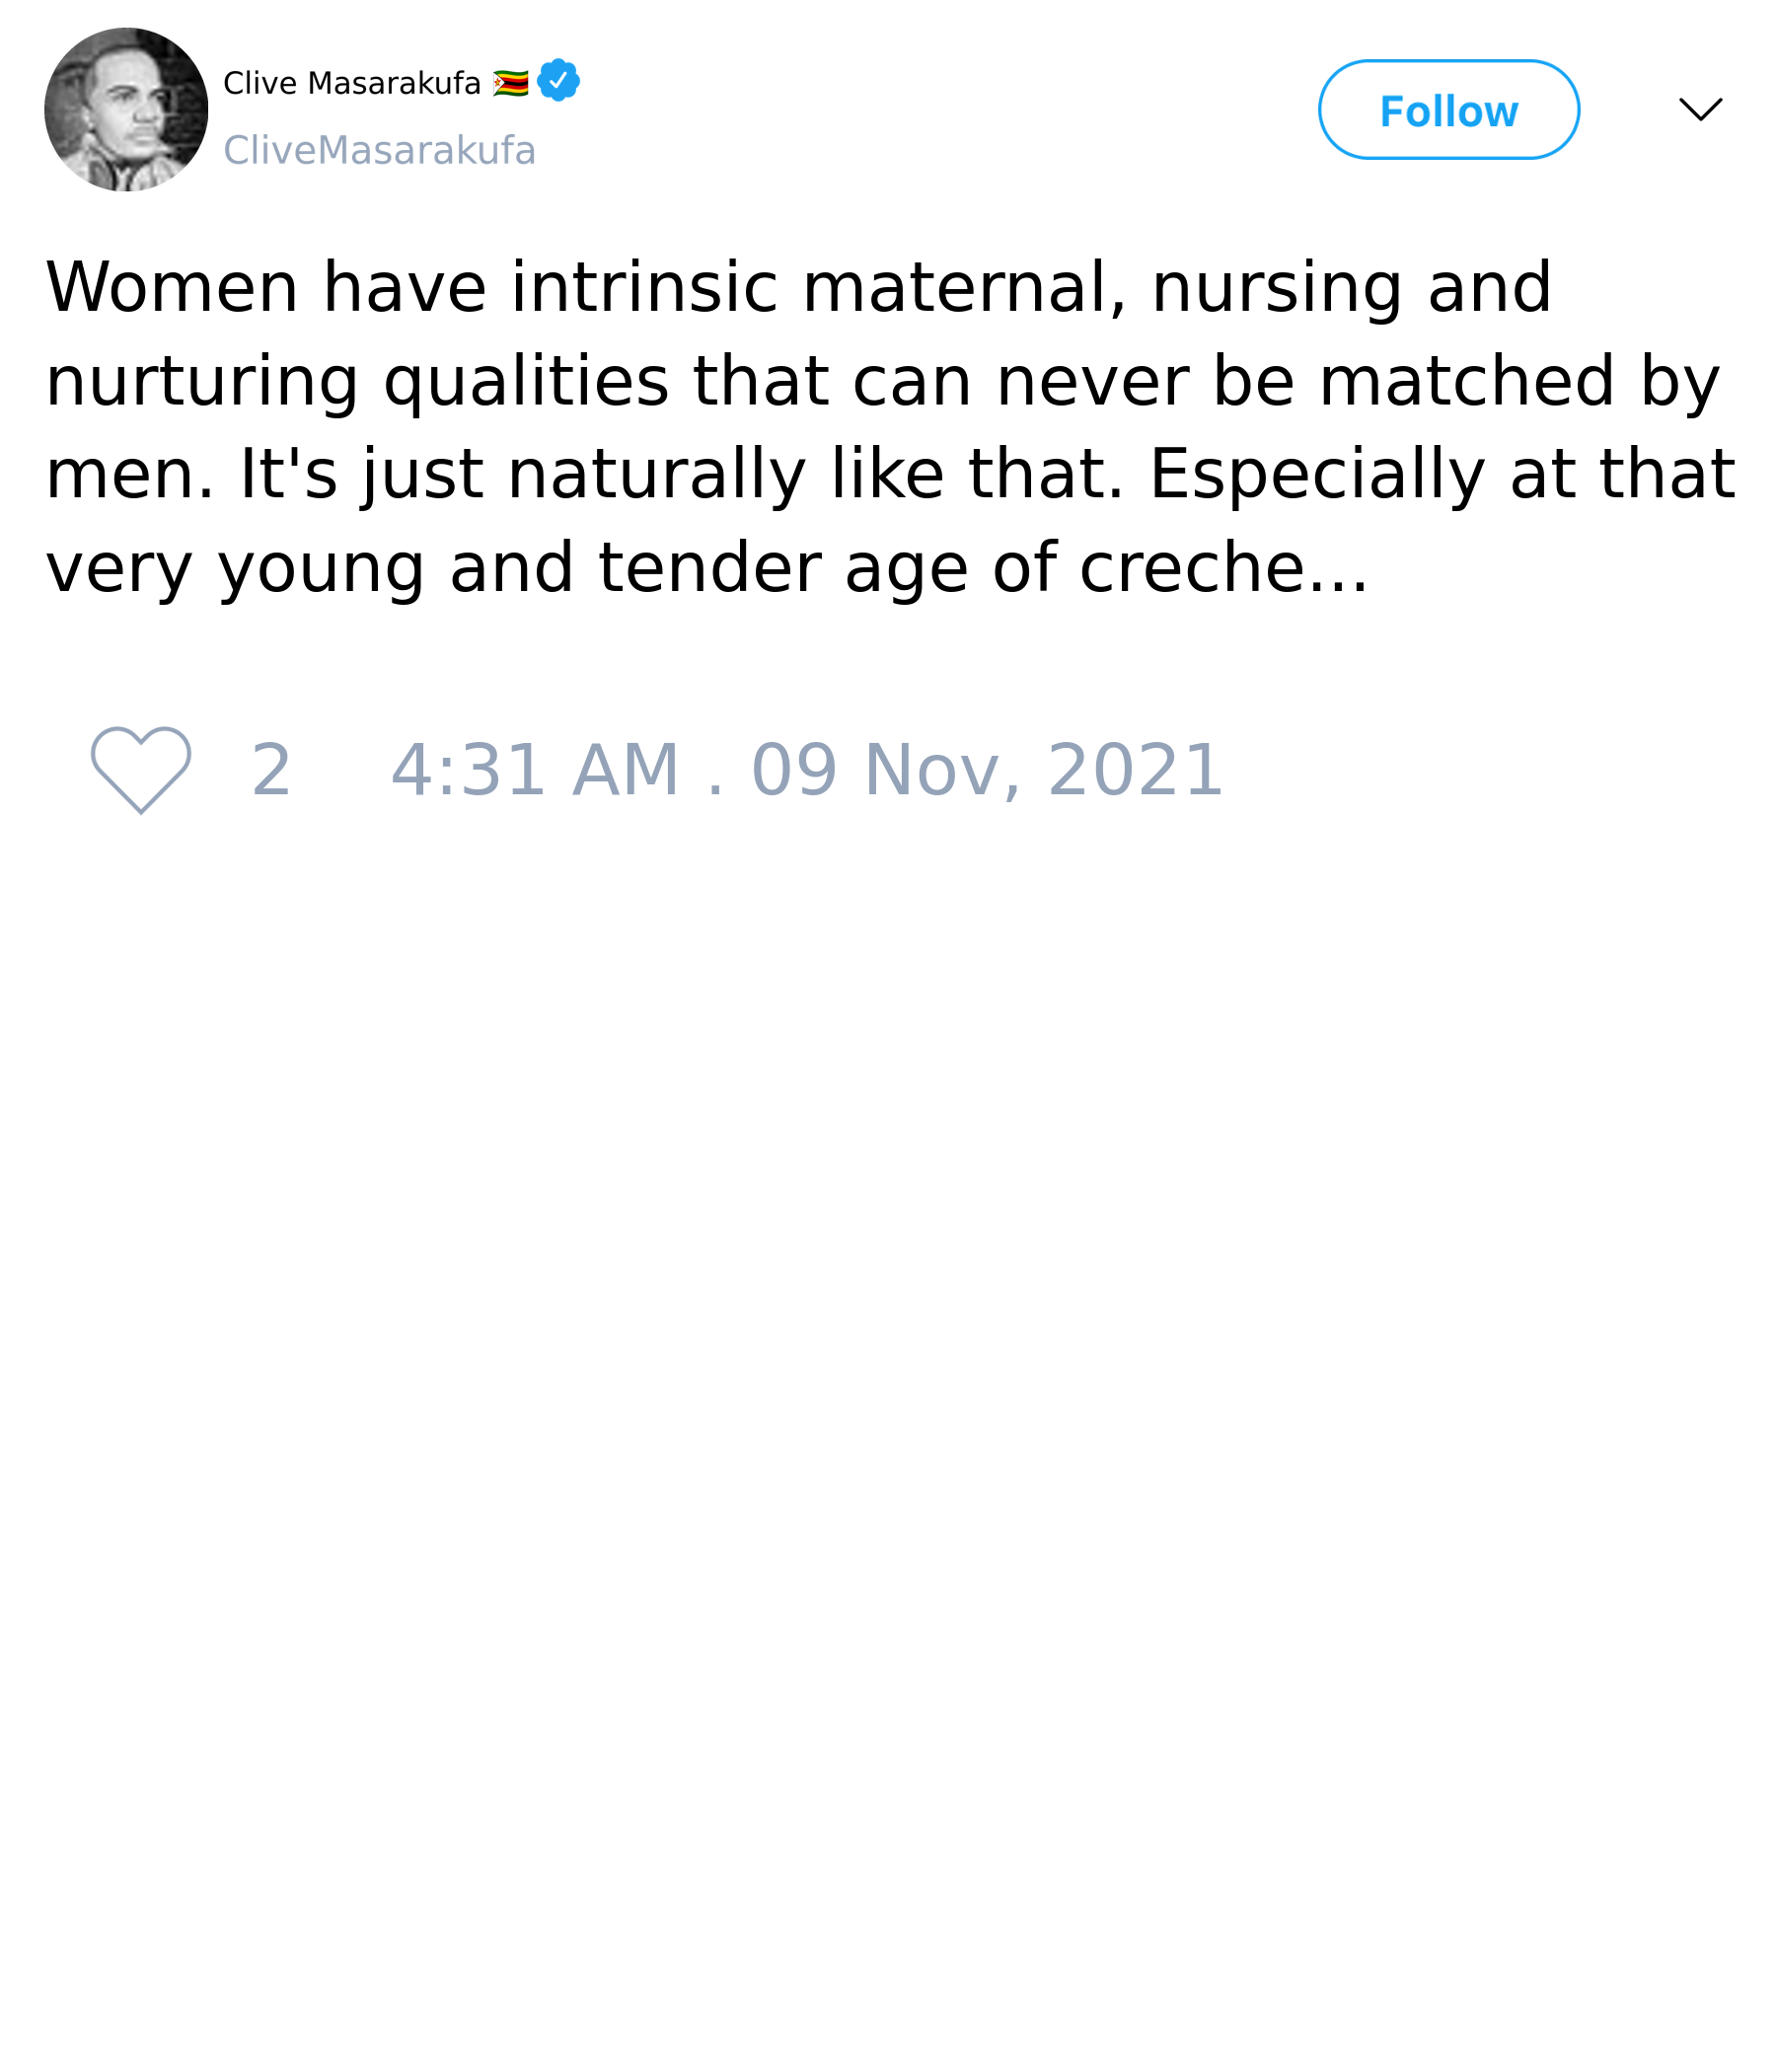 Clive Masarakufa 🇿🇼
CliveMasarakufa
Follow
Women have intrinsic maternal, nursing and
nurturing qualities that can never be matched by
men. It's just naturally like that. Especially at that
very young and tender age of creche...
2 4:31 AM . 09 Nov, 2021